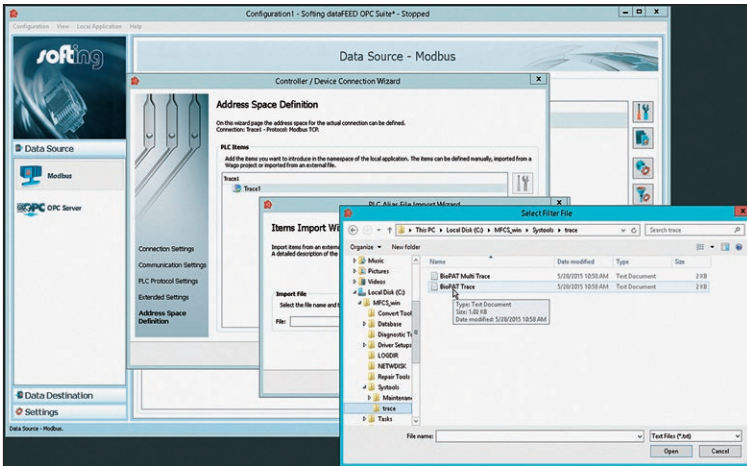 Configuration1 - Softing dataFEED OPC Suite* - Stopped
Configuration View Local Application Help
softing
Data Source - Modbus
Data Source
Modbus
OPC OPC Server
Data Destination
Settings
Data Source - Modbus.
Controller / Device Connection Wizard
Address Space Definition
On this wizard page the address space for the actual connection can be defined.
Connection: Trace1 - Protocol: Modbus TCP.
PLC Items
Add the items you want to introduce in the namespace of the local application. The items can be defined manually, imported from a
Wago project or imported from an external file.
Trace1
Trace1
Connection Settings
Communication Settings
PLC Protocol Settings
Extended Settings
Address Space
Definition
PLC Alias File Import Wizard
Items Import Wi
Import items from an externa
A detailed description of the
Import File
Select the file name and t
File:
Select Filter File
This PC Local Disk (C:) MFCS_win Systools trace
Search trace
Organize New folder
Name Date modified Type Size
Music
Pictures
Videos
Local Disk (C:)
MFCS_win
Convert Tool
Database
Diagnostic To
Driver Setups
LOGDIR
NETWDISK
Repair Tools
Systools
Maintenan
trace
Tasks
BioPAT Multi Trace 5/28/2015 10:58 AM Text Document 2 KB
BioPAT Trace 5/28/2015 10:58 AM Text Document 2 KB
Type: Text Document
Size: 1.08 KB
Date modified: 5/28/2015 10:58 AM
File name:
Text Files (*.txt)
Open Cancel